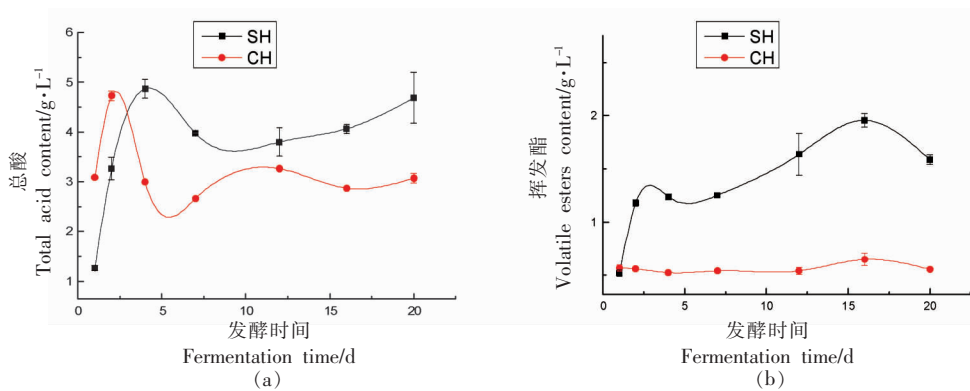 SH
CH
总酸
Total acid content/g·L⁻¹
6
5
4
3
2
1
0
5
10
15
20
发酵时间
Fermentation time/d
(a)
SH
CH
挥发酯
Volatile esters content/g·L⁻¹
2
1
0
5
10
15
20
发酵时间
Fermentation time/d
(b)